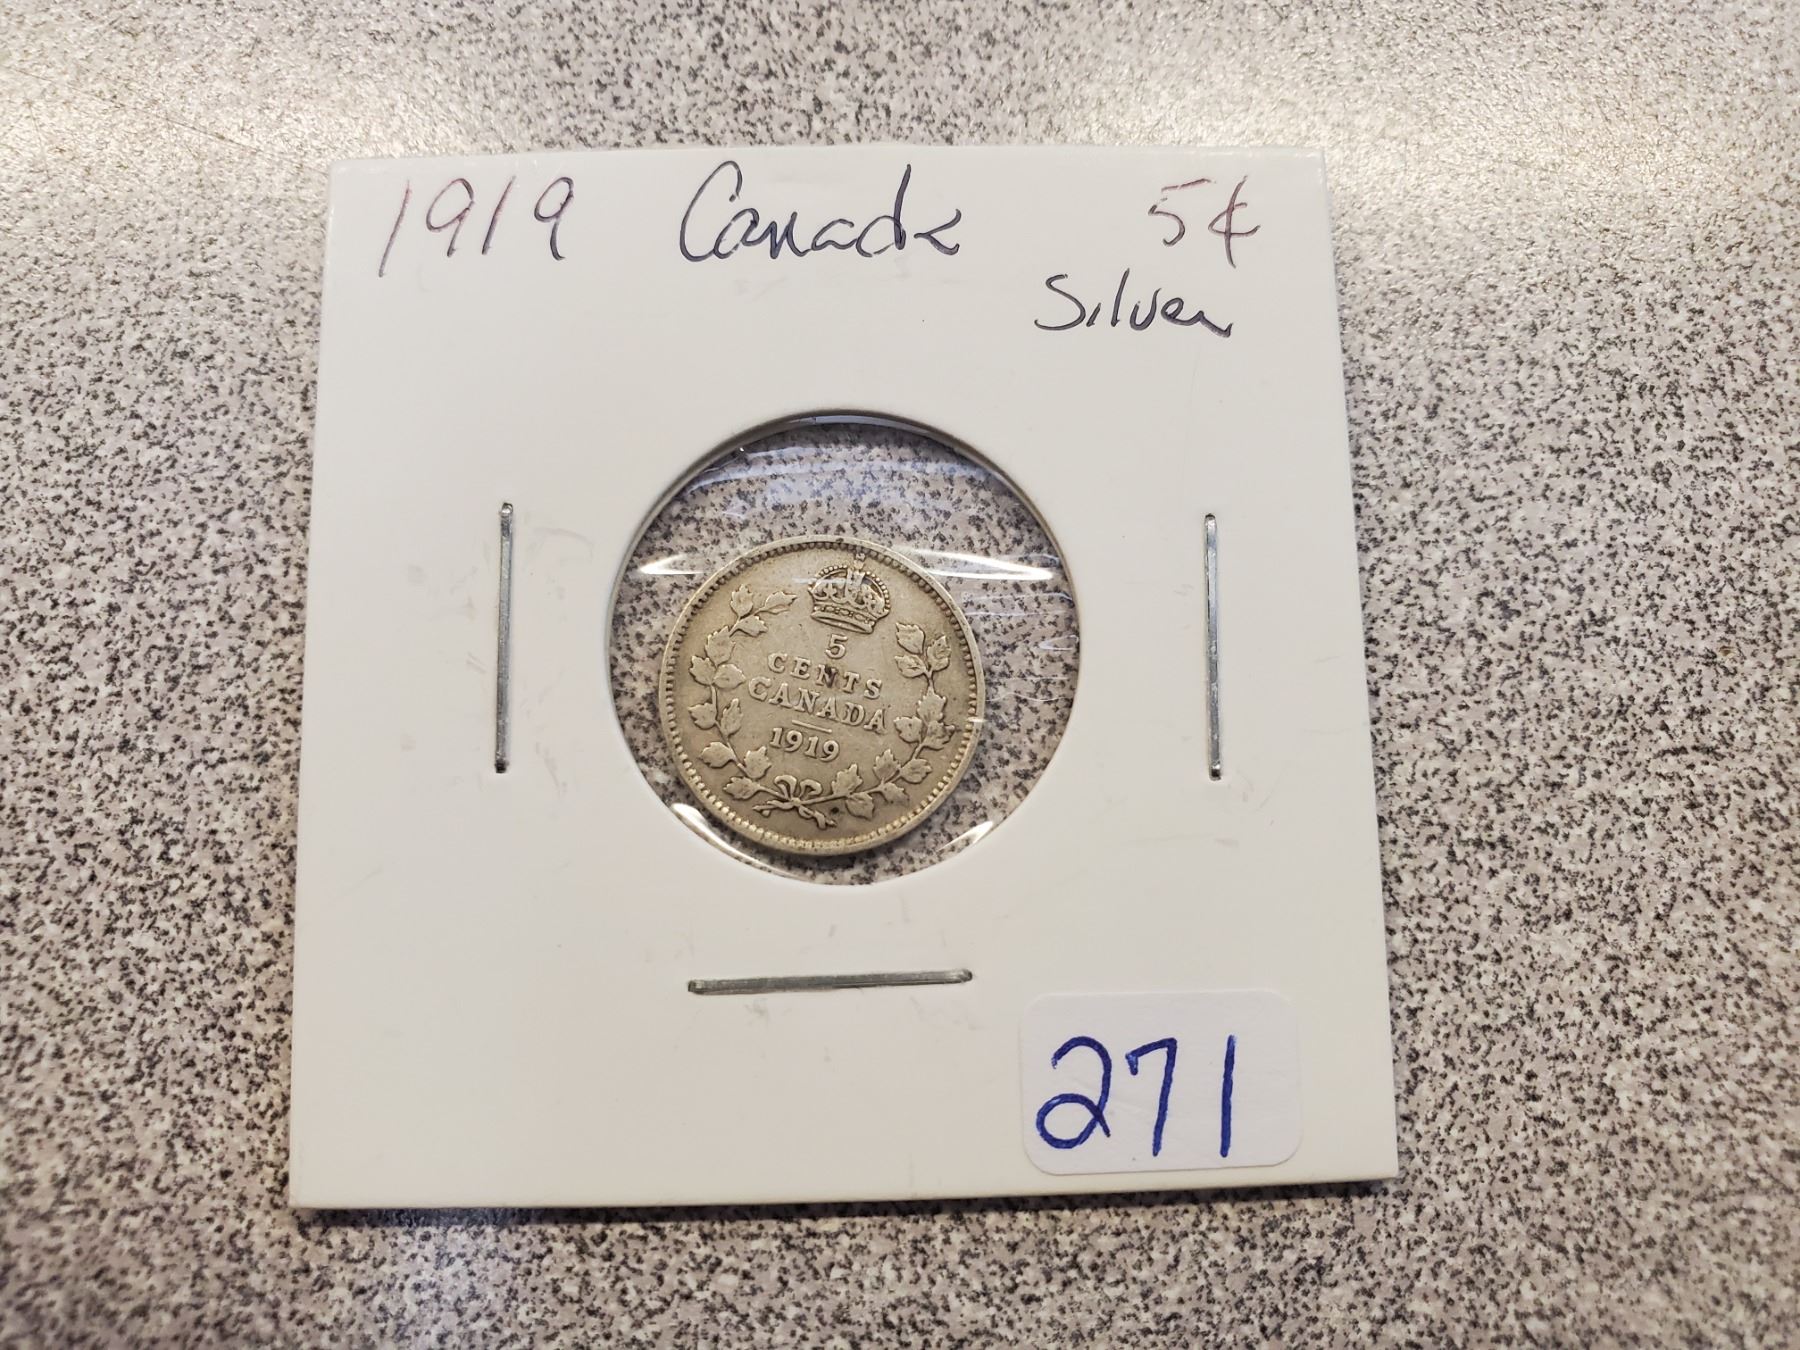 1919 Canada 5¢
Silver
5
CENTS
CANADA
1919
271